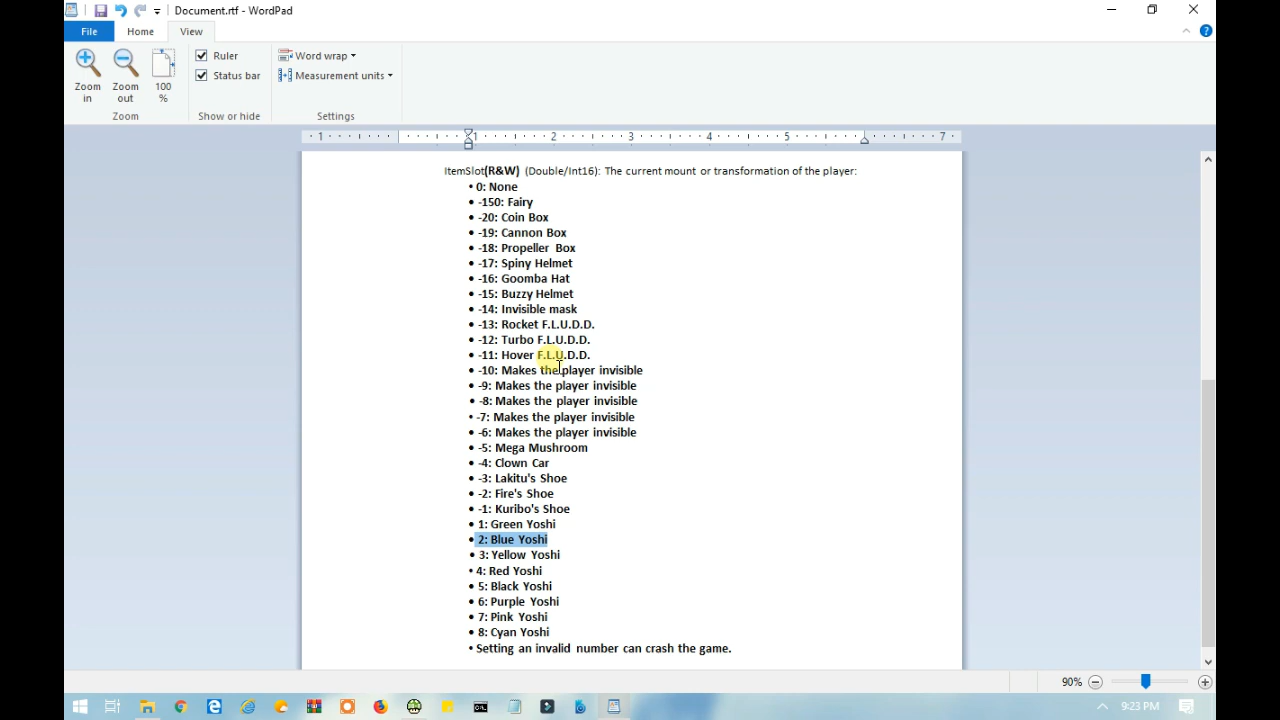 Document.rtf - WordPad
File Home View
Zoom in
Zoom out
100 %
Ruler
Status bar
Word wrap
Measurement units
Zoom
Show or hide
Settings
1 1 2 3 4 5 7
ItemSlot(R&W) (Double/Int16): The current mount or transformation of the player:
• 0: None
• -150: Fairy
• -20: Coin Box
• -19: Cannon Box
• -18: Propeller Box
• -17: Spiny Helmet
• -16: Goomba Hat
• -15: Buzzy Helmet
• -14: Invisible mask
• -13: Rocket F.L.U.D.D.
• -12: Turbo F.L.U.D.D.
• -11: Hover F.L.U.D.D.
• -10: Makes the player invisible
• -9: Makes the player invisible
• -8: Makes the player invisible
• -7: Makes the player invisible
• -6: Makes the player invisible
• -5: Mega Mushroom
• -4: Clown Car
• -3: Lakitu's Shoe
• -2: Fire's Shoe
• -1: Kuribo's Shoe
• 1: Green Yoshi
• 2: Blue Yoshi
• 3: Yellow Yoshi
• 4: Red Yoshi
• 5: Black Yoshi
• 6: Purple Yoshi
• 7: Pink Yoshi
• 8: Cyan Yoshi
• Setting an invalid number can crash the game.
90%
9:23 PM